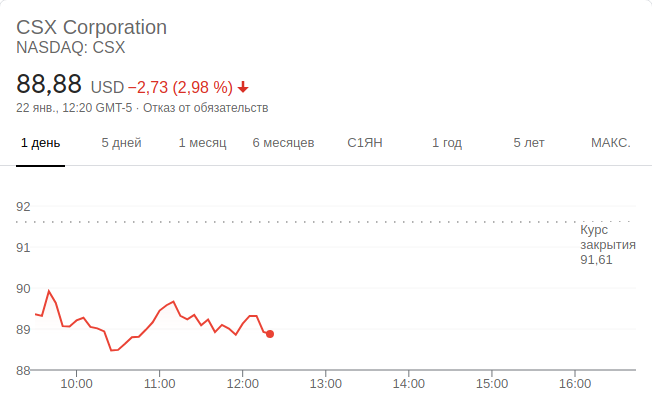 CSX Corporation
NASDAQ: CSX
88,88 USD −2,73 (2,98 %)
22 янв., 12:20 GMT-5 · Отказ от обязательств
1 день 5 дней 1 месяц 6 месяцев С1ЯН 1 год 5 лет МАКС.
92
Курс
закрытия
91,61
91
90
89
88
10:00 11:00 12:00 13:00 14:00 15:00 16:00